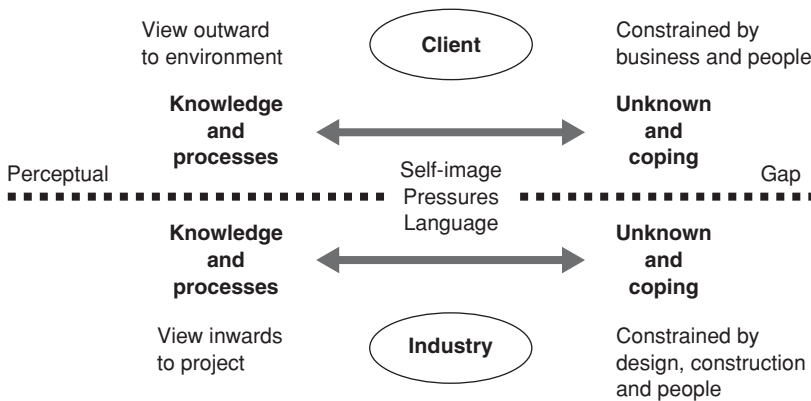 View outward
to environment
Client
Constrained by
business and people
Knowledge
and
processes
Unknown
and
coping
Perceptual
Self-image
Pressures
Language
Gap
Knowledge
and
processes
Unknown
and
coping
View inwards
to project
Industry
Constrained by
design, construction
and people